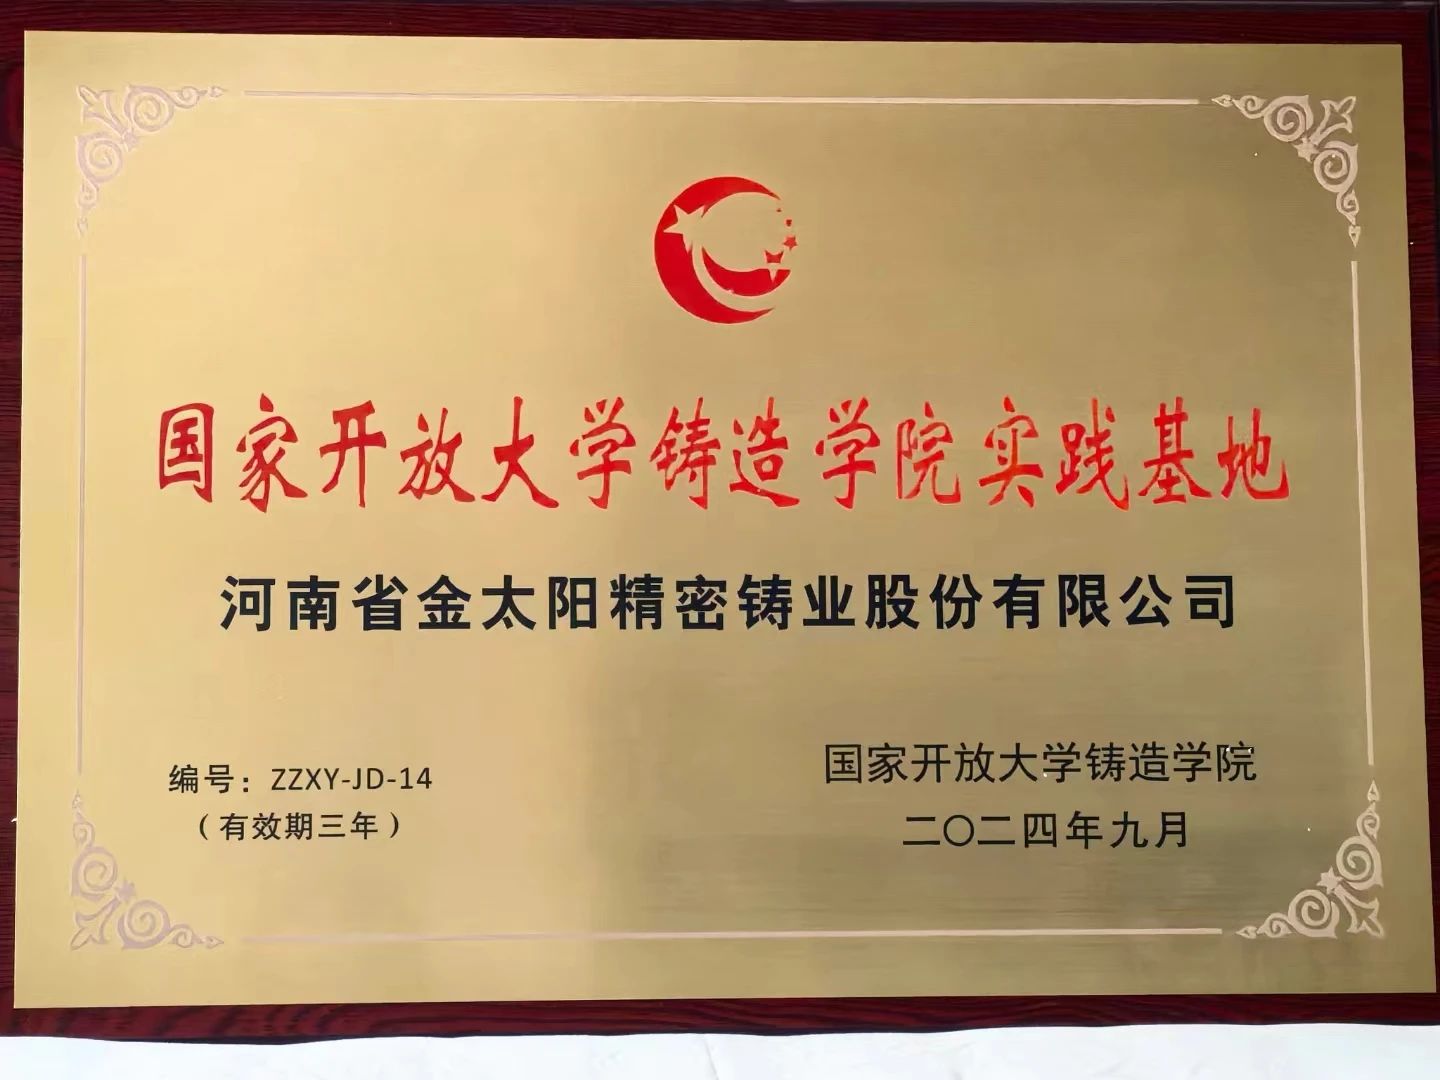 国家开放大学铸造学院实践基地
河南省金太阳精密铸业股份有限公司
编号：ZZXY-JD-14
（有效期三年）
国家开放大学铸造学院
二〇二四年九月